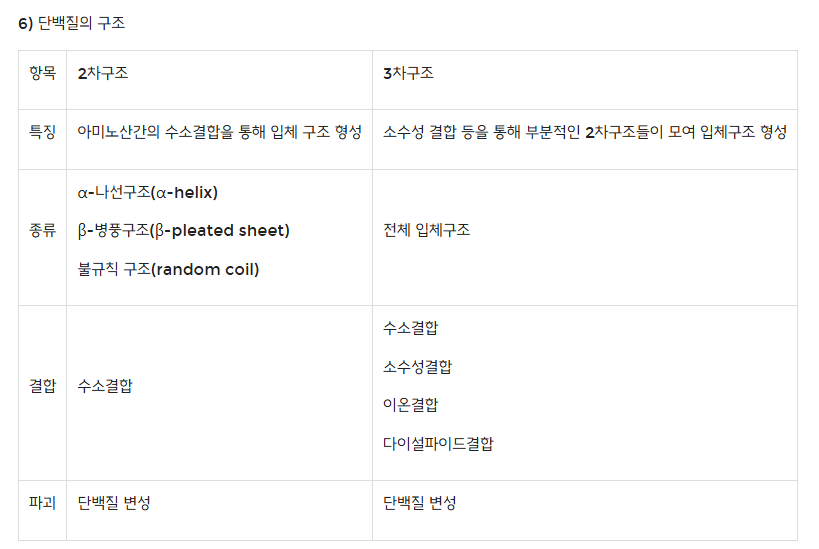 6) 단백질의 구조
항목 2차구조 3차구조
특징 아미노산간의 수소결합을 통해 입체 구조 형성 소수성 결합 등을 통해 부분적인 2차구조들이 모여 입체구조 형성
α-나선구조(α-helix)
종류 β-병풍구조(β-pleated sheet) 전체 입체구조
불규칙 구조(random coil)
수소결합
소수성결합
결합 수소결합
이온결합
다이설파이드결합
파괴 단백질 변성 단백질 변성